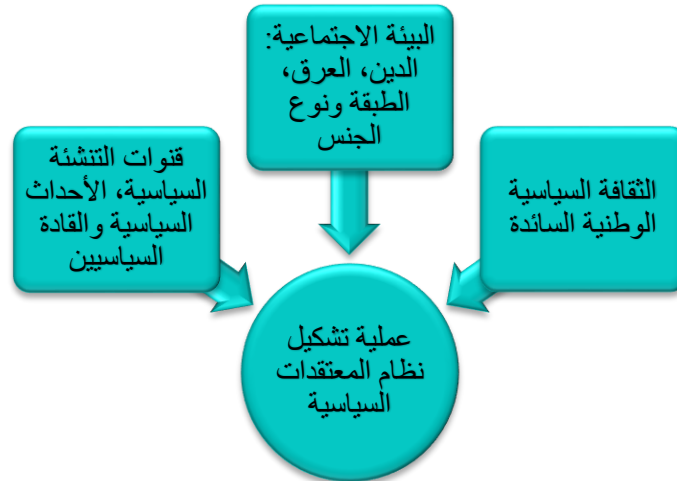 البيئة الاجتماعية:
الدين، العرق،
الطبقة ونوع
الجنس
الثقافة السياسية
الوطنية السائدة
قنوات التنشئة
السياسية، الأحداث
السياسية والقادة
السياسيين
عملية تشكيل
نظام المعتقدات
السياسية